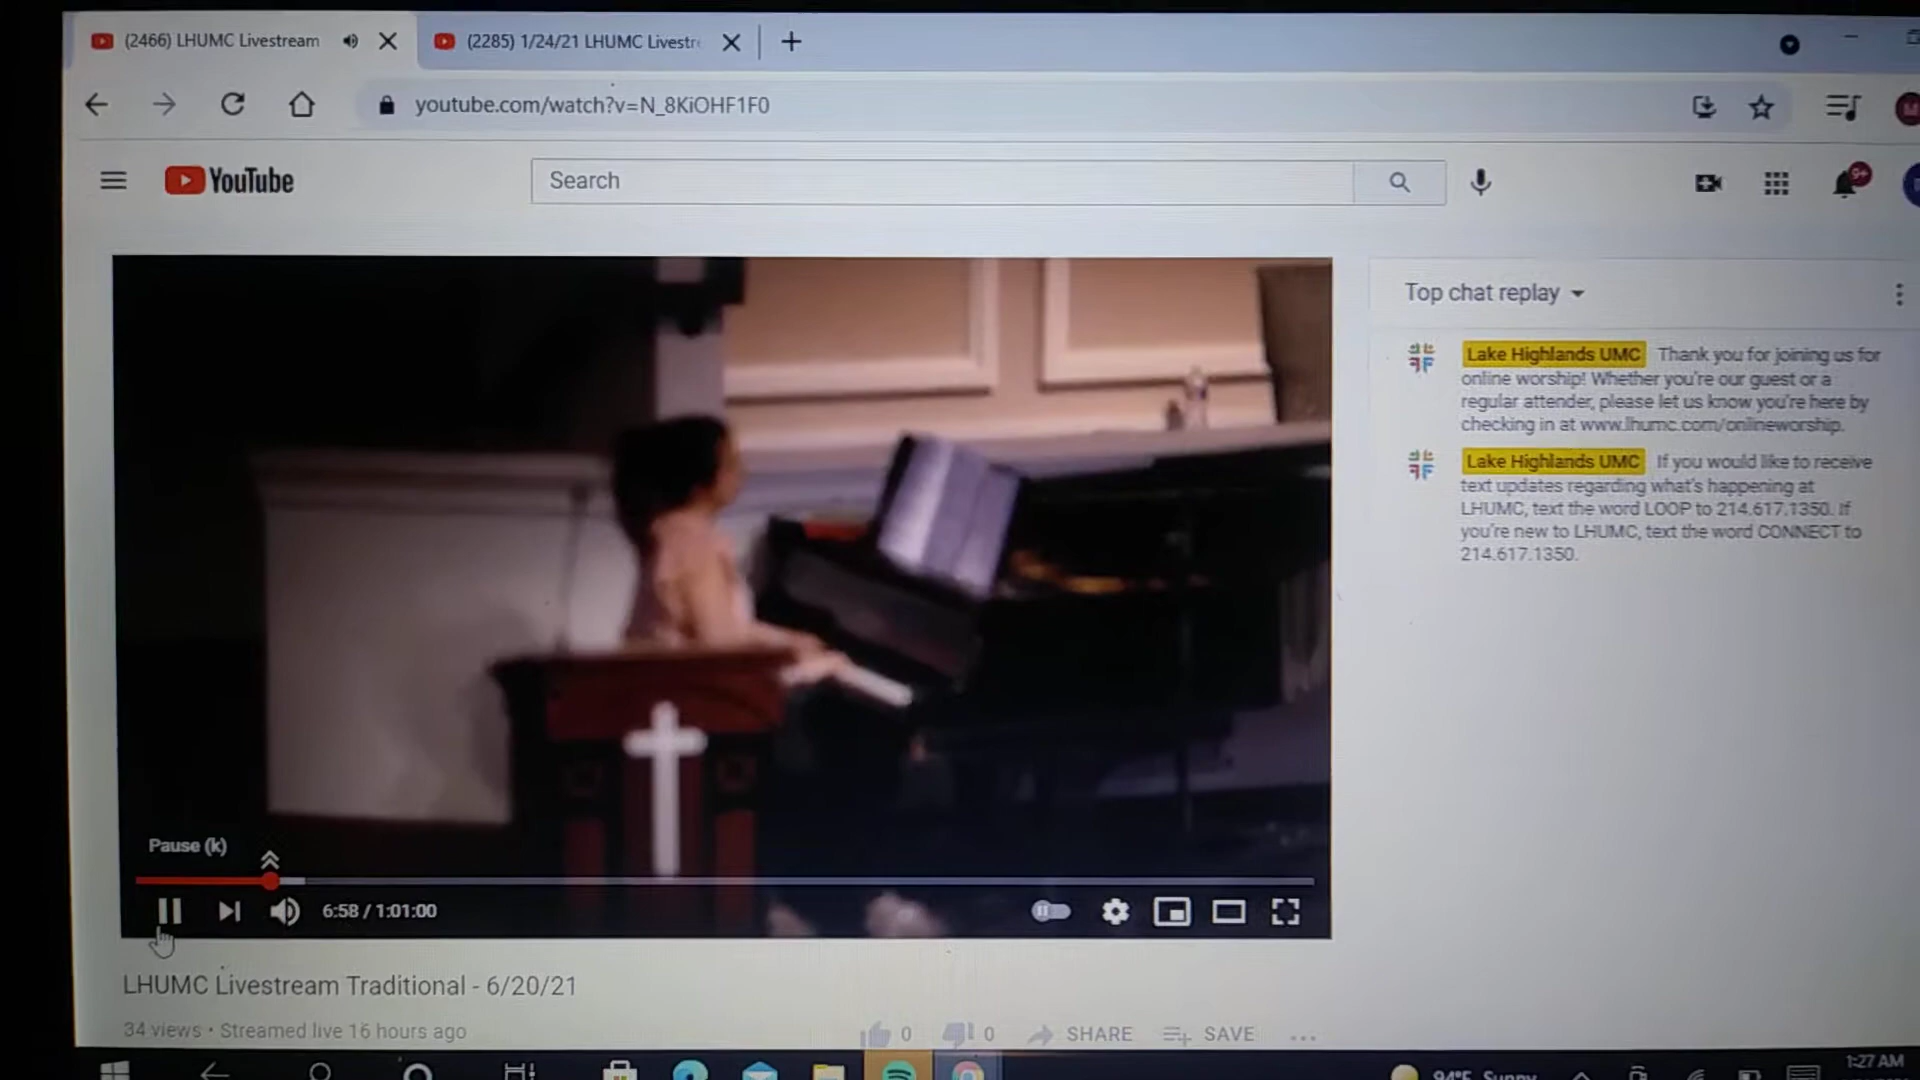 (2466) LHUMC Livestream
(2285) 1/24/21 LHUMC Livestr
youtube.com/watch?v=N_8KiOHF1F0
YouTube
Search
9+
Top chat replay
Lake Highlands UMC Thank you for joining us for
online worship! Whether you're our guest or a
regular attender, please let us know you're here by
checking in at www.lhumc.com/onlineworship.
Lake Highlands UMC If you would like to receive
text updates regarding what's happening at
LHUMC, text the word LOOP to 214.617.1350. If
you're new to LHUMC, text the word CONNECT to
214.617.1350.
Pause (k)
6:58 / 1:01:00
LHUMC Livestream Traditional - 6/20/21
34 views • Streamed live 16 hours ago
0
0
SHARE
SAVE
94°F Sunny
1:27 AM